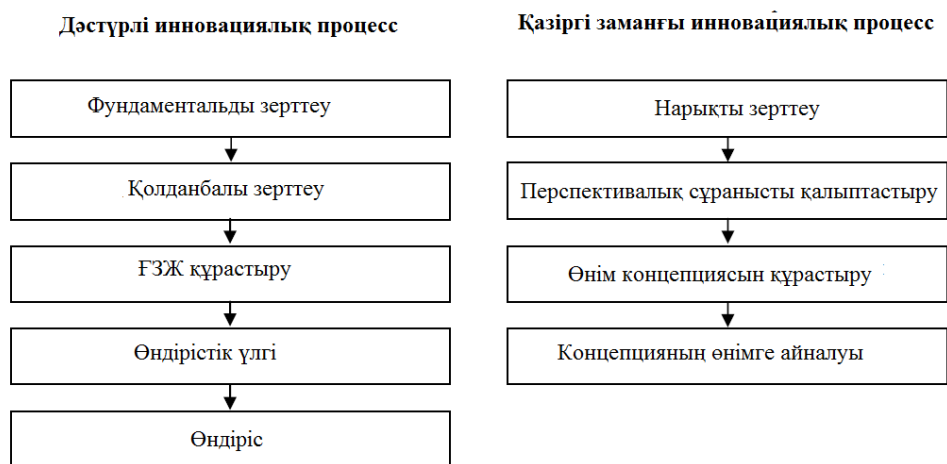 Дәстүрлі инновациялық процесс
Фундаментальды зерттеу
Қолданбалы зерттеу
ҒЗЖ құрастыру
Өндірістік үлгі
Өндіріс
Қазіргі заманғы инновациялық процесс
Нарықты зерттеу
Перспективалық сұранысты қалыптастыру
Өнім концепциясын құрастыру
Концепцияның өнімге айналуы